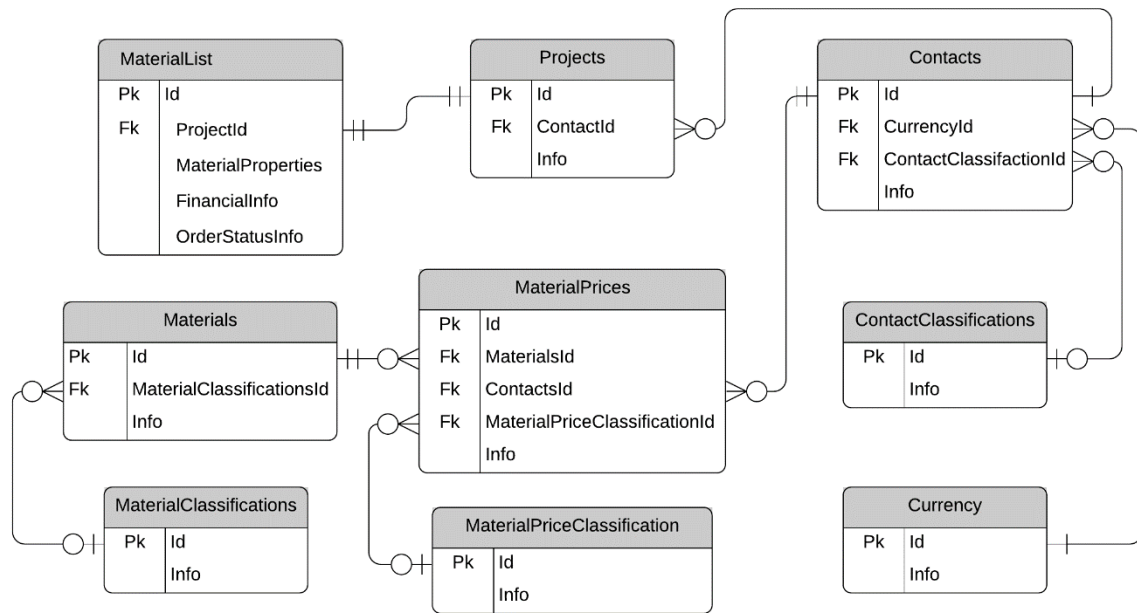 MaterialList
Pk Id
Fk ProjectId
MaterialProperties
FinancialInfo
OrderStatusInfo
Projects
Pk Id
Fk ContactId
Info
Contacts
Pk Id
Fk CurrencyId
Fk ContactClassifactionId
Info
Materials
Pk Id
Fk MaterialClassificationsId
Info
MaterialPrices
Pk Id
Fk MaterialsId
Fk ContactsId
Fk MaterialPriceClassificationId
Info
ContactClassifications
Pk Id
Info
MaterialClassifications
Pk Id
Info
MaterialPriceClassification
Pk Id
Info
Currency
Pk Id
Info